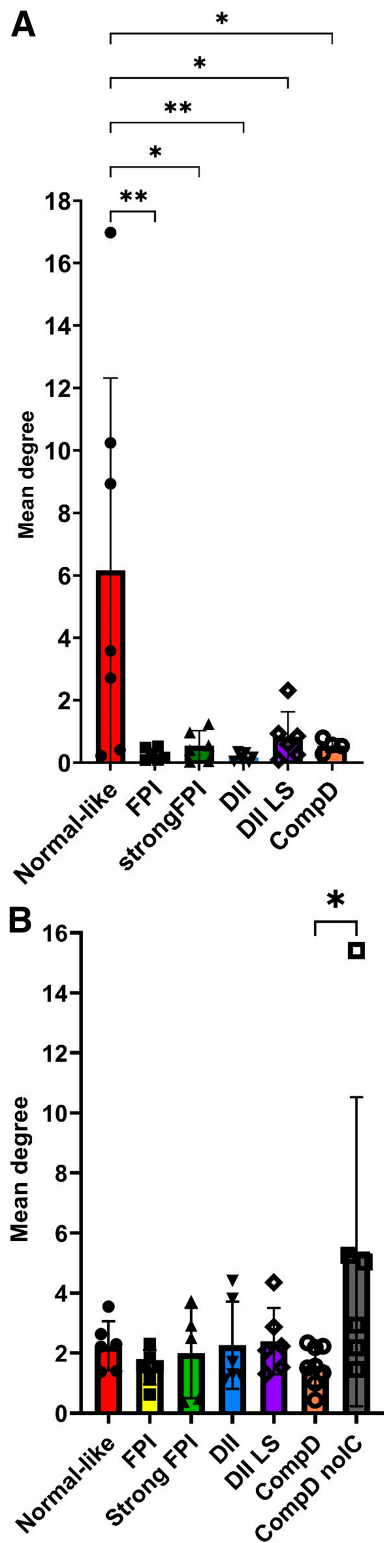 A
*
*
**
*
**
18
16
14
12
10
8
6
4
2
0
Mean degree
Normal-like
FPI
strongFPI
DII
DII LS
CompD
B
*
16
14
12
10
8
6
4
2
0
Mean degree
Normal-like
FPI
Strong FPI
DII
DII LS
CompD
CompD noIC